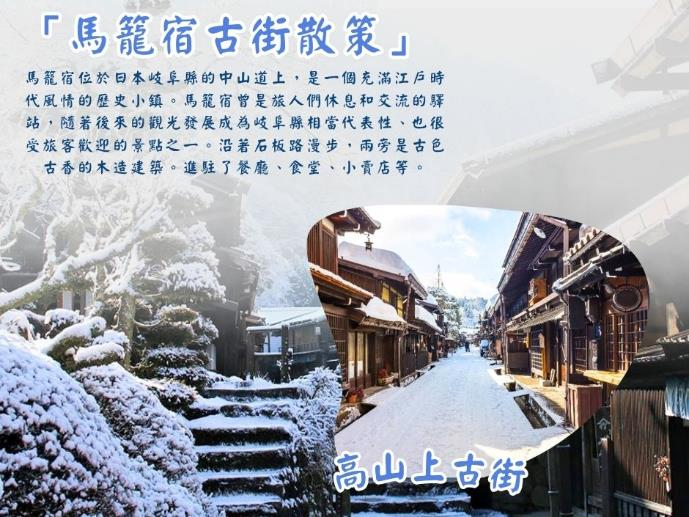 「馬籠宿古街散策」
馬籠宿位於日本岐阜縣的中山道上，是一個充滿江戶時
代風情的歷史小鎮。馬籠宿曾是旅人們休息和交流的驛
站，隨著後來的觀光發展成為岐阜縣相當代表性、也很
受旅客歡迎的景點之一。沿著石板路漫步，兩旁是古色
古香的木造建築。進駐了餐廳、食堂、小賣店等。
高山上古街